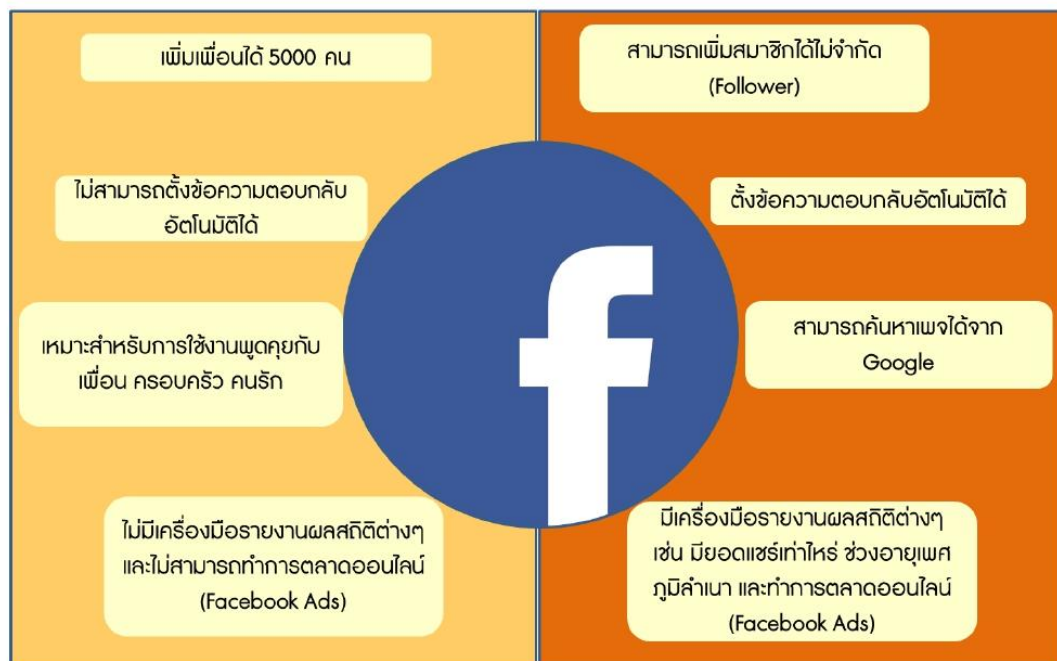 เพิ่มเพื่อนได้ 5000 คน
ไม่สามารถตั้งข้อความตอบกลับ
อัตโนมัติได้
เหมาะสำหรับการใช้งานพูดคุยกับ
เพื่อน ครอบครัว คนรัก
ไม่มีเครื่องมือรายงานผลสถิติต่างๆ
และไม่สามารถทำการตลาดออนไลน์
(Facebook Ads)
สามารถเพิ่มสมาชิกได้ไม่จำกัด
(Follower)
ตั้งข้อความตอบกลับอัตโนมัติได้
สามารถค้นหาเพจได้จาก
Google
มีเครื่องมือรายงานผลสถิติต่างๆ
เช่น มียอดแชร์เท่าไหร่ ช่วงอายุเพศ
ภูมิลำเนา และทำการตลาดออนไลน์
(Facebook Ads)